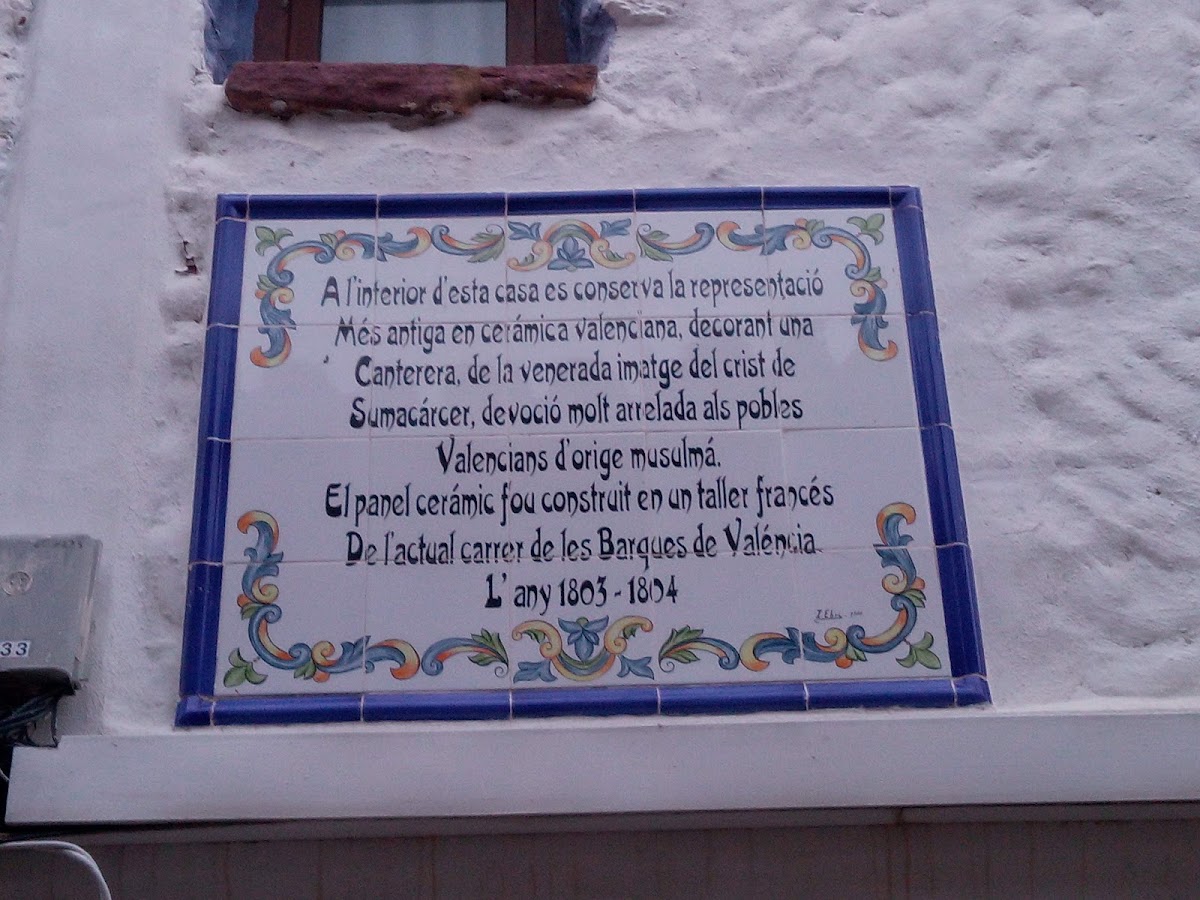 A l'interior d'esta casa es conserva la representació
Més antiga en cerámica valenciana, decorant una
Canterera, de la venerada imatge del crist de
Sumacárcer, devoció molt arrelada als pobles
Valencians d'orige musulmá.
El panel cerámic fou construit en un taller francés
De l'actual carrer de les Barques de Valéncia.
L' any 1803 - 1804
33